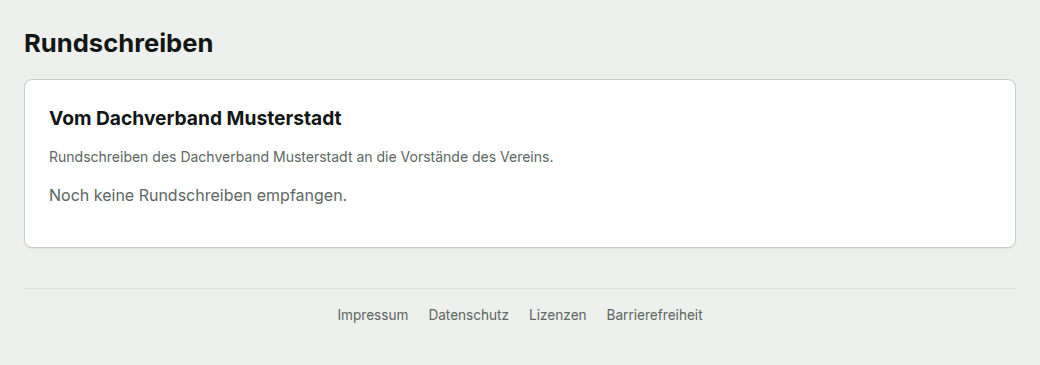 Rundschreiben
Vom Dachverband Musterstadt
Rundschreiben des Dachverband Musterstadt an die Vorstände des Vereins.
Noch keine Rundschreiben empfangen.
Impressum Datenschutz Lizenzen Barrierefreiheit